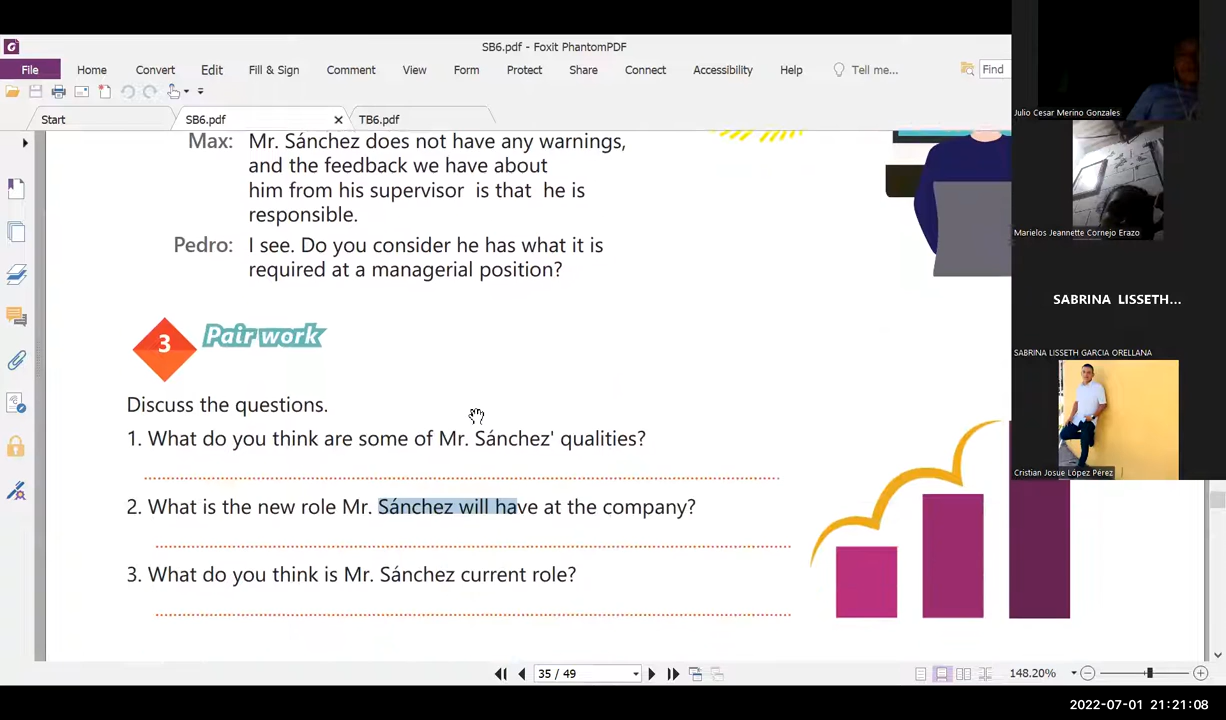 SB6.pdf - Foxit PhantomPDF
File Home Convert Edit Fill & Sign Comment View Form Protect Share Connect Accessibility Help Tell me... Find
Start SB6.pdf TB6.pdf
Max: Mr. Sánchez does not have any warnings,
and the feedback we have about
him from his supervisor is that he is
responsible.
Pedro: I see. Do you consider he has what it is
required at a managerial position?
3 Pair work
Discuss the questions.
1. What do you think are some of Mr. Sánchez' qualities?
2. What is the new role Mr. Sánchez will have at the company?
3. What do you think is Mr. Sánchez current role?
35 / 49
148.20%
Julio Cesar Merino Gonzales
Marielos Jeannette Cornejo Erazo
SABRINA LISSETH...
SABRINA LISSETH GARCIA ORELLANA
Cristian Josue López Pérez
2022-07-01 21:21:08